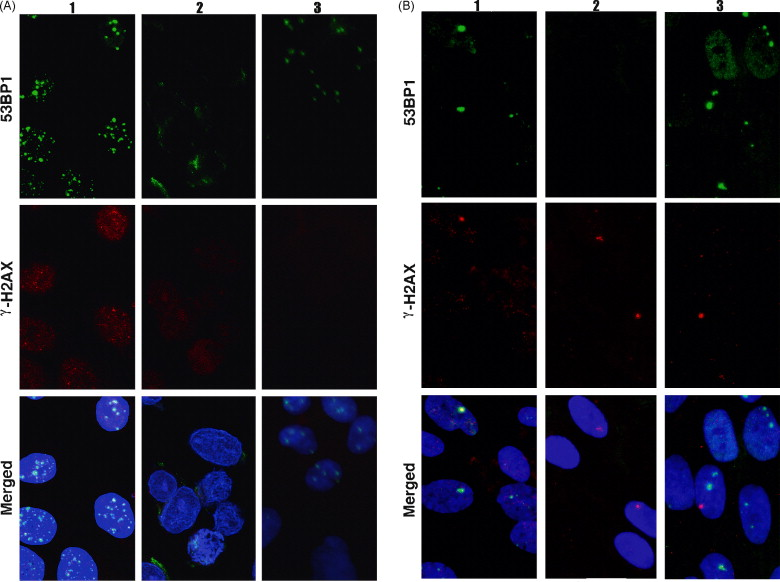 (A) 1 2 3 (B) 1 2 3
53BP1 53BP1
γ-H2AX γ-H2AX
Merged Merged